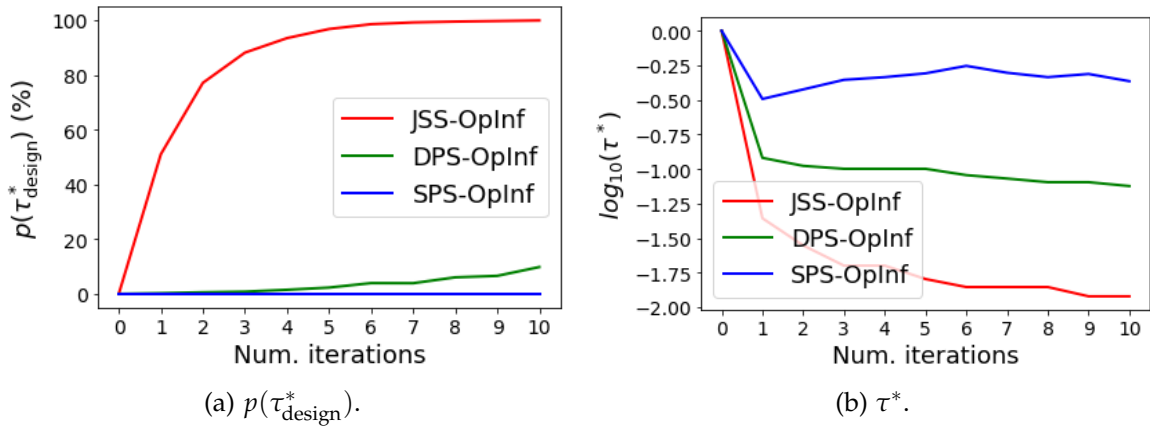 p(τ*design) (%)
100
80
60
40
20
0
JSS-OpInf
DPS-OpInf
SPS-OpInf
0 1 2 3 4 5 6 7 8 9 10
Num. iterations
(a) p(τ*design).
log10(τ*)
0.00
−0.25
−0.50
−0.75
−1.00
−1.25
−1.50
−1.75
−2.00
JSS-OpInf
DPS-OpInf
SPS-OpInf
0 1 2 3 4 5 6 7 8 9 10
Num. iterations
(b) τ*.